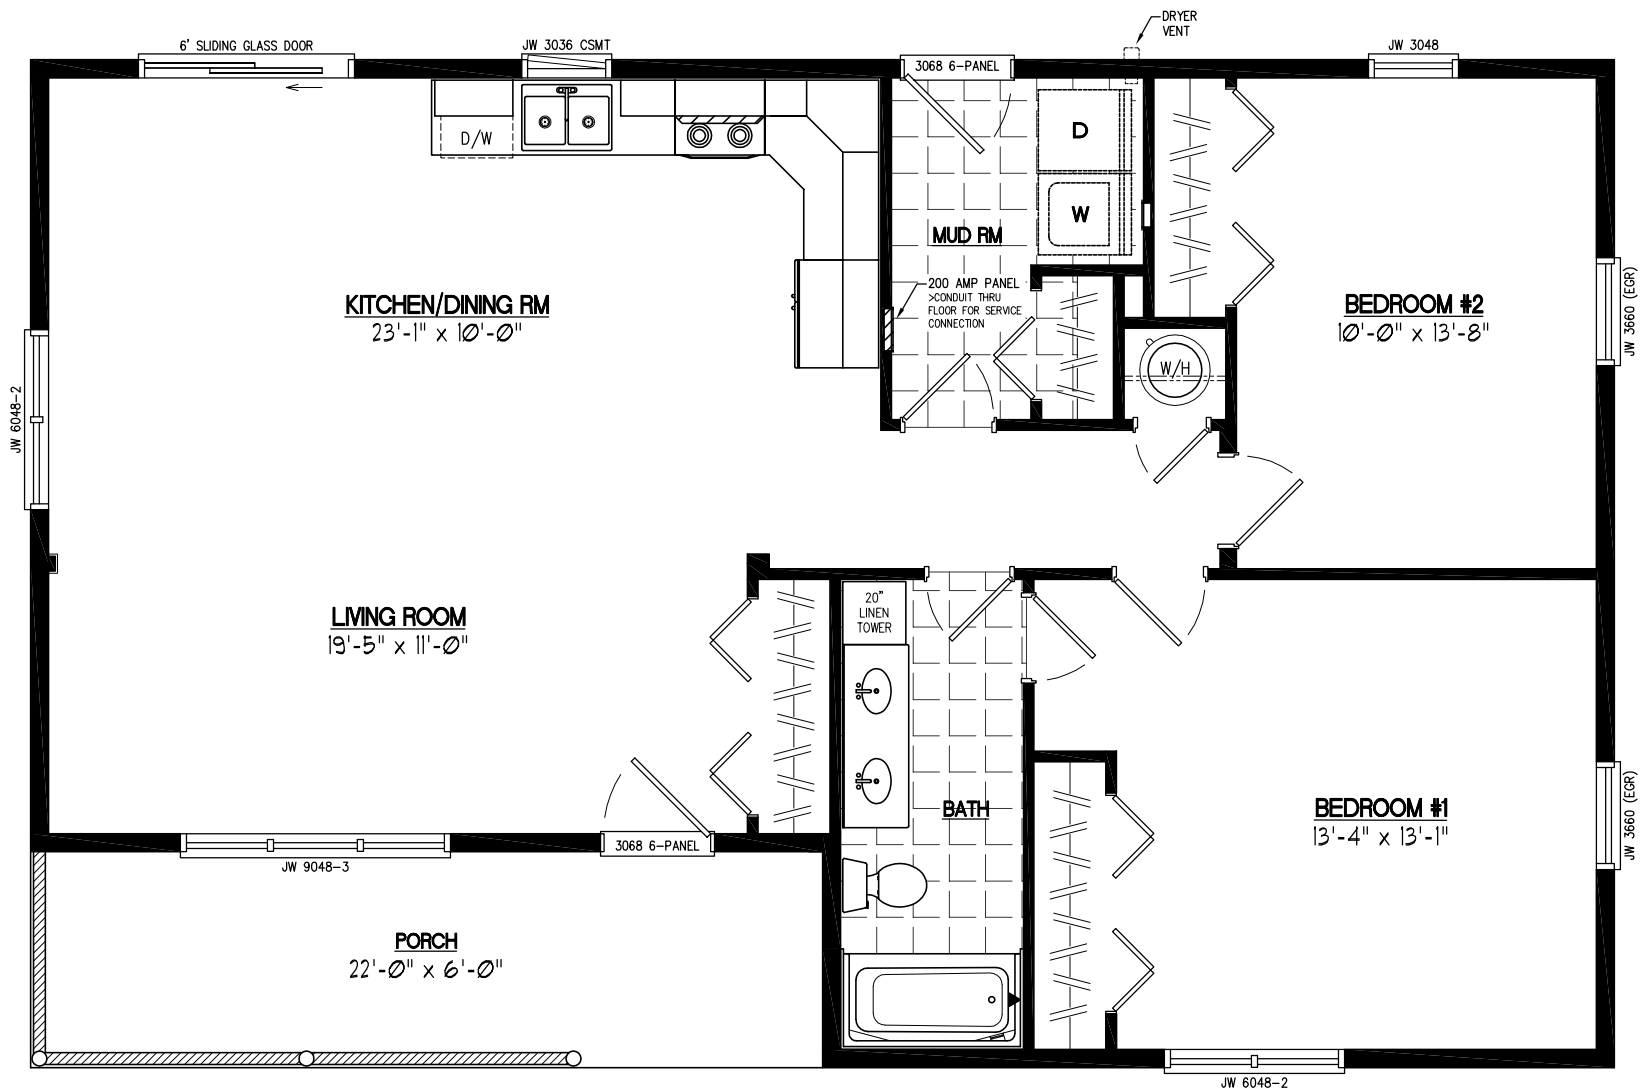 DRYER
VENT
6' SLIDING GLASS DOOR
JW 3036 CSMT
3068 6-PANEL
JW 3048
D/W
D
W
MUD RM
200 AMP PANEL
>CONDUIT THRU
FLOOR FOR SERVICE
CONNECTION
KITCHEN/DINING RM
23'-1" x 10'-0"
BEDROOM #2
10'-0" x 13'-8"
JW 3660 (EGR)
W/H
JW 6048-2
20"
LINEN
TOWER
LIVING ROOM
19'-5" x 11'-0"
BATH
BEDROOM #1
13'-4" x 13'-1"
JW 3660 (EGR)
3068 6-PANEL
JW 9048-3
PORCH
22'-0" x 6'-0"
JW 6048-2